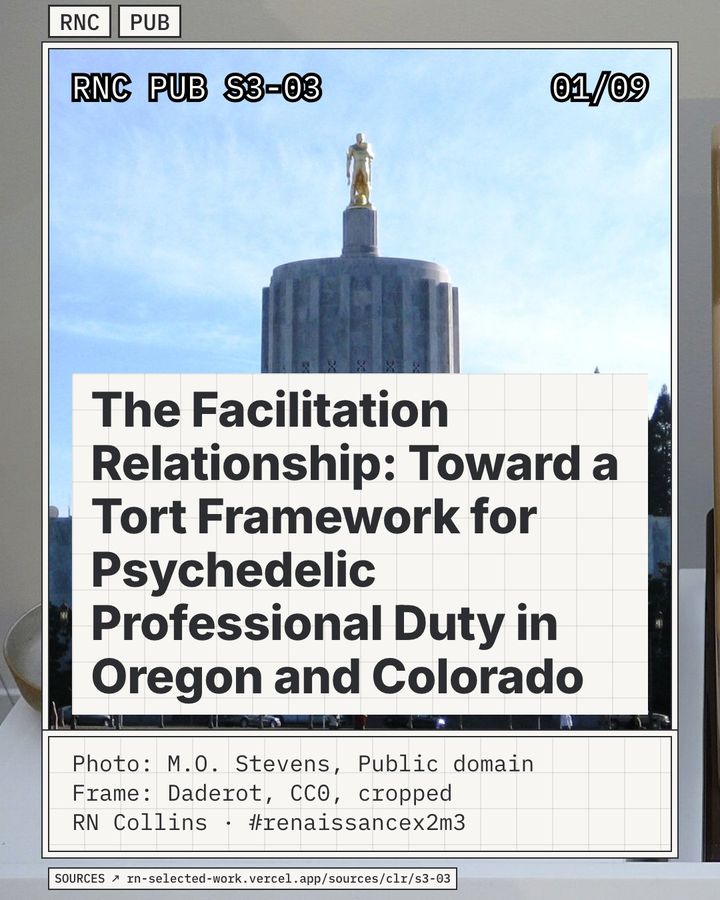 RNC PUB
RNC PUB S3-03 01/09
The Facilitation
Relationship: Toward a
Tort Framework for
Psychedelic
Professional Duty in
Oregon and Colorado
Photo: M.O. Stevens, Public domain
Frame: Daderot, CC0, cropped
RN Collins · #renaissancex2m3
SOURCES ↗ rn-selected-work.vercel.app/sources/clr/s3-03